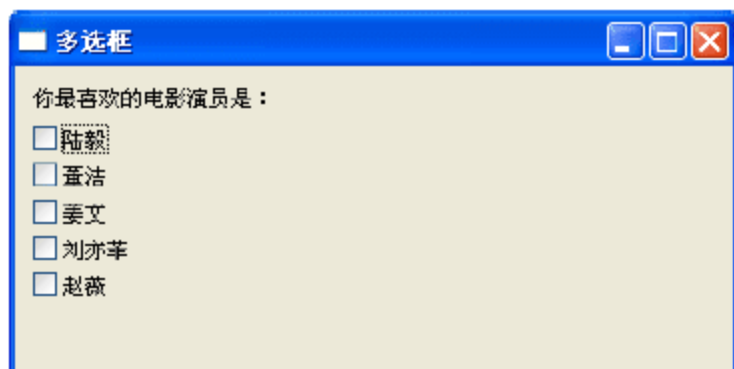 多选框
你最喜欢的电影演员是：
陆毅
董洁
姜文
刘亦菲
赵薇